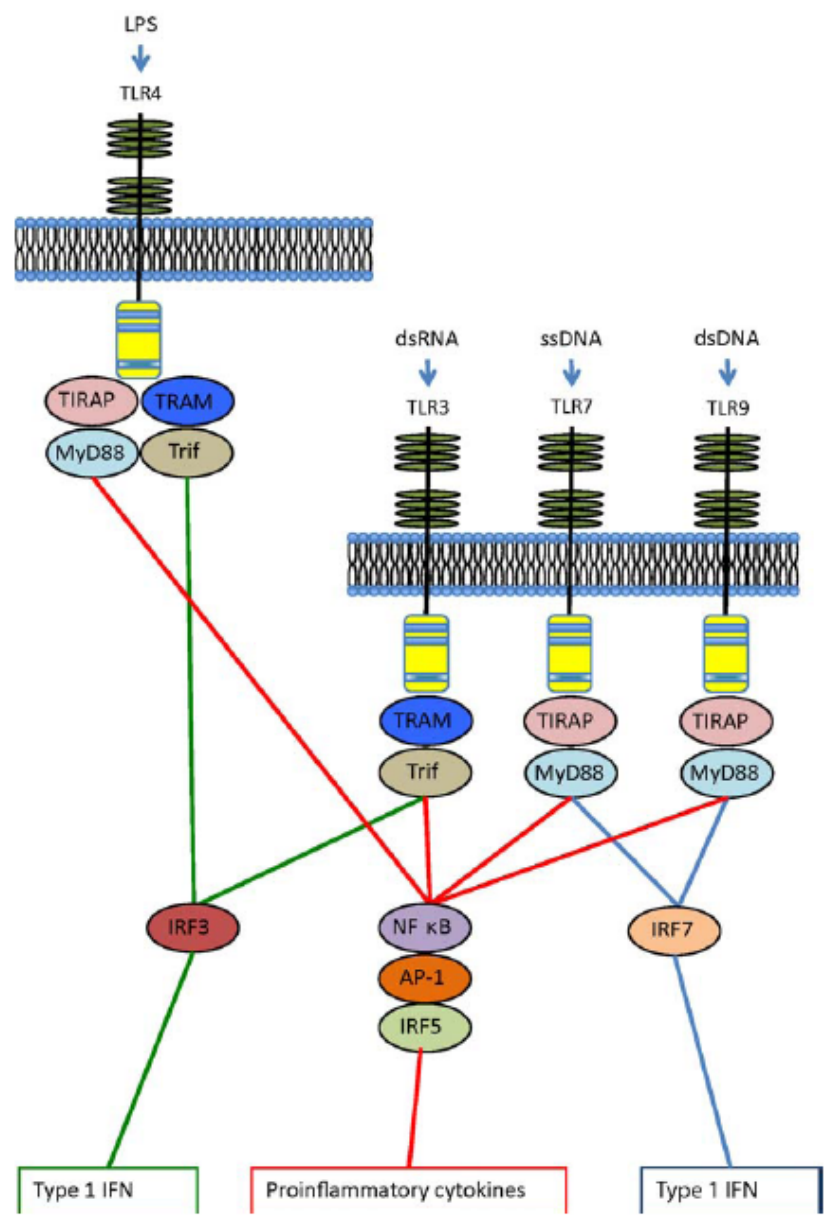 LPS
TLR4
TIRAP
TRAM
MyD88
Trif
dsRNA
ssDNA
dsDNA
TLR3
TLR7
TLR9
TRAM
TIRAP
TIRAP
Trif
MyD88
MyD88
IRF3
NF κB
IRF7
AP-1
IRF5
Type 1 IFN
Proinflammatory cytokines
Type 1 IFN